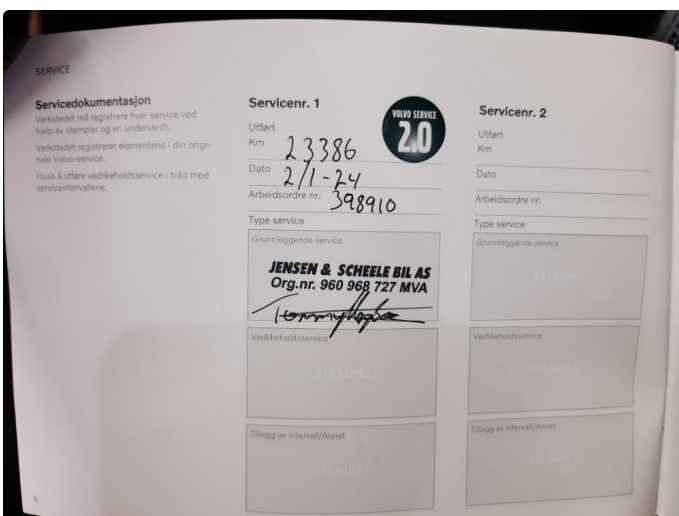 SERVICE
Servicedokumentasjon
Verkstedet må registrere hver service ved
hjelp av stempler og en underskrift.
Verkstedet registrerer elementene i din origi-
nale Volvo-service.
Husk å utføre vedlikeholdsservice i tråd med
serviceintervallene.
Servicenr. 1
VOLVO SERVICE
2.0
Utført
Km 23386
Dato 2/1-24
Arbeidsordre nr. 398910
Type service
Grunnleggende service
JENSEN & SCHEELE BIL AS
Org.nr. 960 968 727 MVA
Vedlikeholdsservice
STEMPEL
Tillegg av intervall/Annet
STEMPEL
Servicenr. 2
Utført
Km
Dato
Arbeidsordre nr.
Type service
Grunnleggende service
STEMPEL
Vedlikeholdsservice
STEMPEL
Tillegg av intervall/Annet
STEMPEL
6